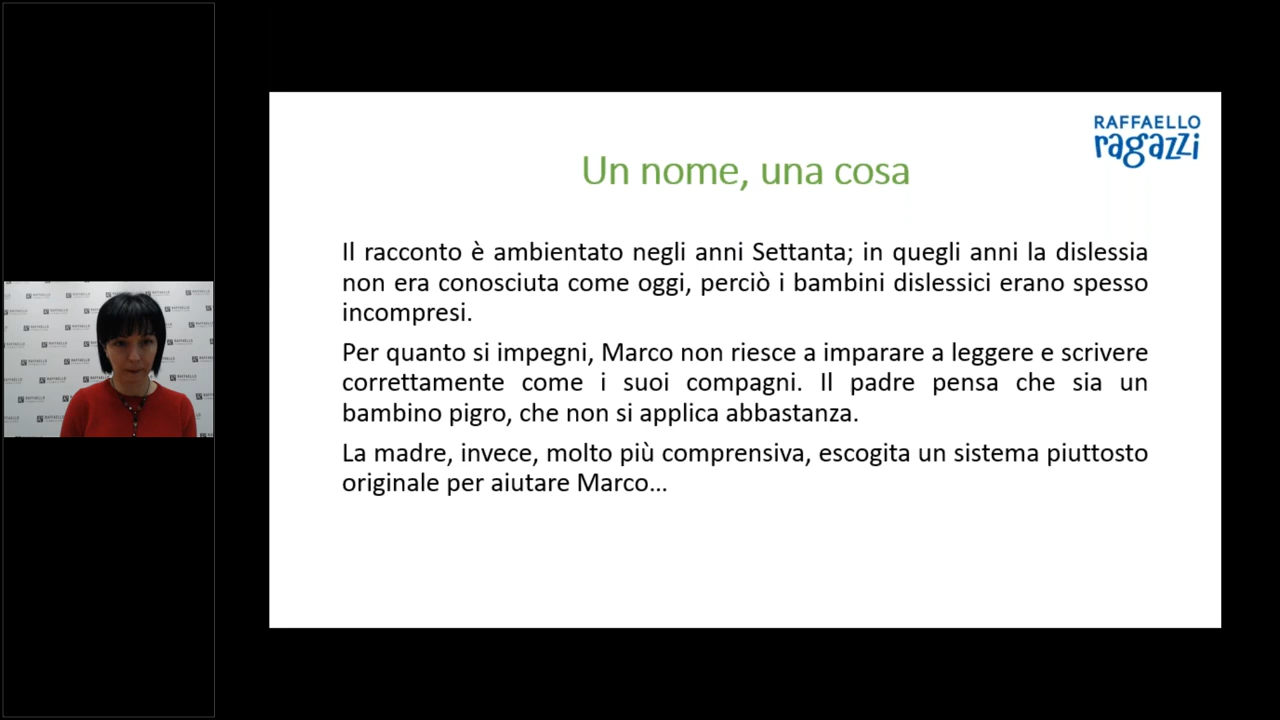 RAFFAELLO
ragazzi
Un nome, una cosa
Il racconto è ambientato negli anni Settanta; in quegli anni la dislessia
non era conosciuta come oggi, perciò i bambini dislessici erano spesso
incompresi.
Per quanto si impegni, Marco non riesce a imparare a leggere e scrivere
correttamente come i suoi compagni. Il padre pensa che sia un
bambino pigro, che non si applica abbastanza.
La madre, invece, molto più comprensiva, escogita un sistema piuttosto
originale per aiutare Marco...